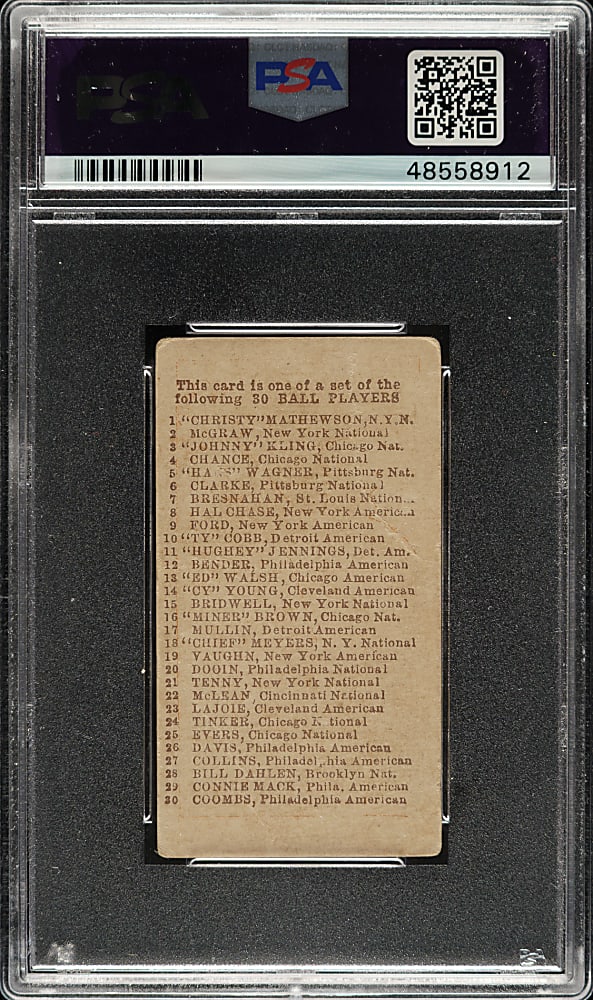 PSA
PSA
48558912
This card is one of a set of the
following 30 BALL PLAYERS
1 "CHRISTY" MATHEWSON, N.Y.N.
2 McGRAW, New York National
3 "JOHNNY" KLING, Chicago Nat.
4 CHANCE, Chicago National
5 WAGNER, Pittsburg Nat.
6 CLARKE, Pittsburg National
7 BRESNAHAN, St. Louis Nation
8 HAL CHASE, New York America
9 FORD, New York American
10 "TY" COBB, Detroit American
11 "HUGHEY" JENNINGS, Det. Am.
12 BENDER, Philadelphia American
13 "ED" WALSH, Chicago American
14 "CY" YOUNG, Cleveland American
15 BRIDWELL, New York National
16 "MINER" BROWN, Chicago Nat.
17 MULLIN, Detroit American
18 "CHIEF" MEYERS, N. Y. National
19 VAUGHN, New York American
20 DOOIN, Philadelphia National
21 TENNY, New York National
22 McLEAN, Cincinnati National
23 LAJOIE, Cleveland American
24 TINKER, Chicago National
25 EVERS, Chicago National
26 DAVIS, Philadelphia American
27 COLLINS, Philadelphia American
28 BILL DAHLEN, Brooklyn Nat.
29 CONNIE MACK, Phila. American
30 COOMBS, Philadelphia American
PSA